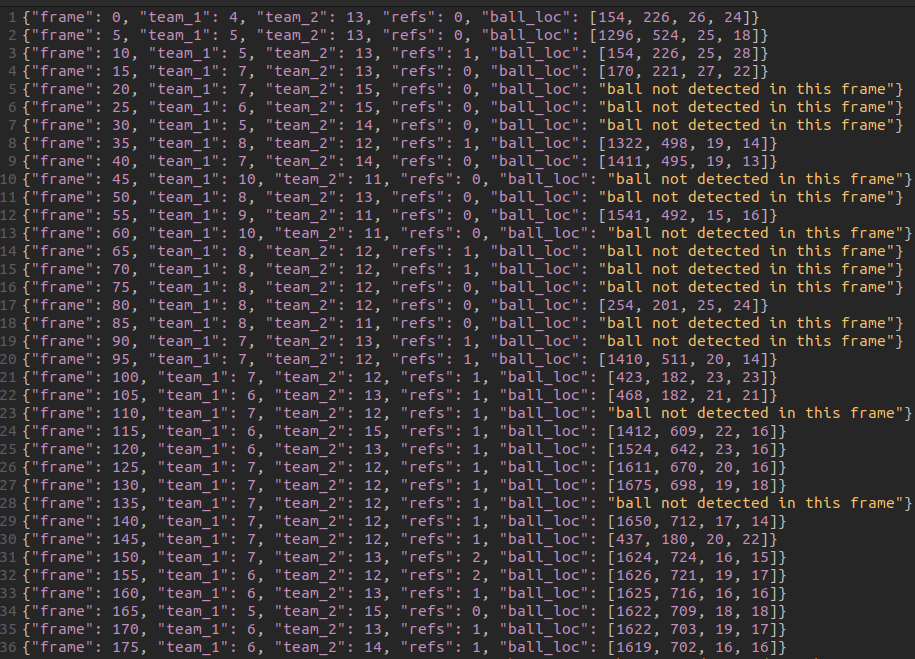 1 {"frame": 0, "team_1": 4, "team_2": 13, "refs": 0, "ball_loc": [154, 226, 26, 24]}
2 {"frame": 5, "team_1": 5, "team_2": 13, "refs": 0, "ball_loc": [1296, 524, 25, 18]}
3 {"frame": 10, "team_1": 5, "team_2": 13, "refs": 1, "ball_loc": [154, 226, 25, 28]}
4 {"frame": 15, "team_1": 7, "team_2": 13, "refs": 0, "ball_loc": [170, 221, 27, 22]}
5 {"frame": 20, "team_1": 7, "team_2": 15, "refs": 0, "ball_loc": "ball not detected in this frame"}
6 {"frame": 25, "team_1": 6, "team_2": 15, "refs": 0, "ball_loc": "ball not detected in this frame"}
7 {"frame": 30, "team_1": 5, "team_2": 14, "refs": 0, "ball_loc": "ball not detected in this frame"}
8 {"frame": 35, "team_1": 8, "team_2": 12, "refs": 1, "ball_loc": [1322, 498, 19, 14]}
9 {"frame": 40, "team_1": 7, "team_2": 14, "refs": 0, "ball_loc": [1411, 495, 19, 13]}
10 {"frame": 45, "team_1": 10, "team_2": 11, "refs": 0, "ball_loc": "ball not detected in this frame"}
11 {"frame": 50, "team_1": 8, "team_2": 13, "refs": 0, "ball_loc": "ball not detected in this frame"}
12 {"frame": 55, "team_1": 9, "team_2": 11, "refs": 0, "ball_loc": [1541, 492, 15, 16]}
13 {"frame": 60, "team_1": 10, "team_2": 11, "refs": 0, "ball_loc": "ball not detected in this frame"}
14 {"frame": 65, "team_1": 8, "team_2": 12, "refs": 1, "ball_loc": "ball not detected in this frame"}
15 {"frame": 70, "team_1": 8, "team_2": 12, "refs": 1, "ball_loc": "ball not detected in this frame"}
16 {"frame": 75, "team_1": 8, "team_2": 12, "refs": 0, "ball_loc": "ball not detected in this frame"}
17 {"frame": 80, "team_1": 8, "team_2": 12, "refs": 0, "ball_loc": [254, 201, 25, 24]}
18 {"frame": 85, "team_1": 8, "team_2": 11, "refs": 0, "ball_loc": "ball not detected in this frame"}
19 {"frame": 90, "team_1": 7, "team_2": 13, "refs": 1, "ball_loc": "ball not detected in this frame"}
20 {"frame": 95, "team_1": 7, "team_2": 12, "refs": 1, "ball_loc": [1410, 511, 20, 14]}
21 {"frame": 100, "team_1": 7, "team_2": 12, "refs": 1, "ball_loc": [423, 182, 23, 23]}
22 {"frame": 105, "team_1": 6, "team_2": 13, "refs": 1, "ball_loc": [468, 182, 21, 21]}
23 {"frame": 110, "team_1": 7, "team_2": 12, "refs": 1, "ball_loc": "ball not detected in this frame"}
24 {"frame": 115, "team_1": 6, "team_2": 15, "refs": 1, "ball_loc": [1412, 609, 22, 16]}
25 {"frame": 120, "team_1": 6, "team_2": 13, "refs": 1, "ball_loc": [1524, 642, 23, 16]}
26 {"frame": 125, "team_1": 7, "team_2": 12, "refs": 1, "ball_loc": [1611, 670, 20, 16]}
27 {"frame": 130, "team_1": 7, "team_2": 12, "refs": 1, "ball_loc": [1675, 698, 19, 18]}
28 {"frame": 135, "team_1": 7, "team_2": 12, "refs": 1, "ball_loc": "ball not detected in this frame"}
29 {"frame": 140, "team_1": 7, "team_2": 12, "refs": 1, "ball_loc": [1650, 712, 17, 14]}
30 {"frame": 145, "team_1": 7, "team_2": 12, "refs": 1, "ball_loc": [437, 180, 20, 22]}
31 {"frame": 150, "team_1": 7, "team_2": 13, "refs": 2, "ball_loc": [1624, 724, 16, 15]}
32 {"frame": 155, "team_1": 6, "team_2": 12, "refs": 2, "ball_loc": [1626, 721, 19, 17]}
33 {"frame": 160, "team_1": 6, "team_2": 13, "refs": 1, "ball_loc": [1625, 716, 16, 16]}
34 {"frame": 165, "team_1": 5, "team_2": 15, "refs": 0, "ball_loc": [1622, 709, 18, 18]}
35 {"frame": 170, "team_1": 6, "team_2": 13, "refs": 1, "ball_loc": [1622, 703, 19, 17]}
36 {"frame": 175, "team_1": 6, "team_2": 14, "refs": 1, "ball_loc": [1619, 702, 16, 16]}